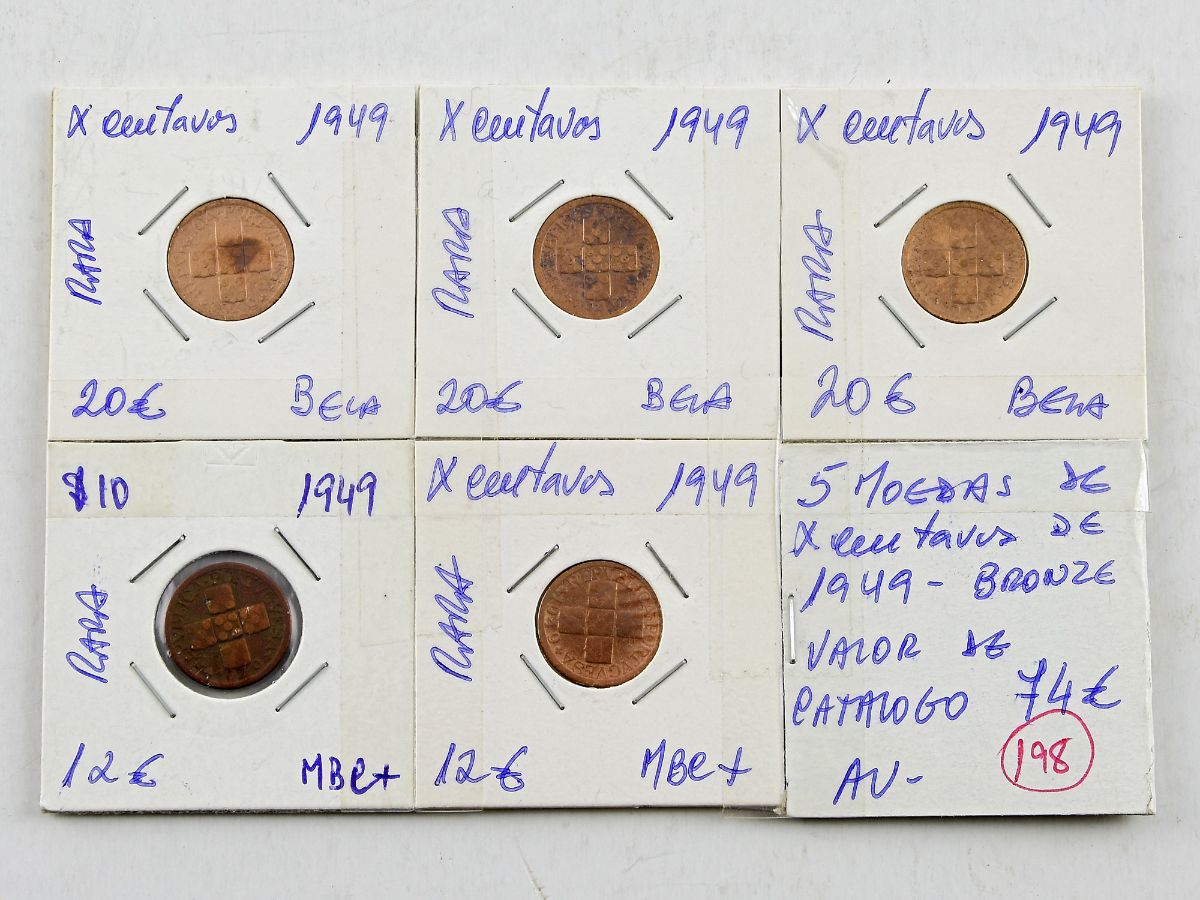 X centavos 1949
RARA
20€ BELA
X centavos 1949
RARA
20€ BELA
X centavos 1949
RARA
20€ BELA
$10 1949
RARA
12€ MBC+
X centavos 1949
RARA
12€ MBC+
5 MOEDAS DE
X centavos DE
1949 - BRONZE
VALOR DE
CATALOGO 74€
198
AU-